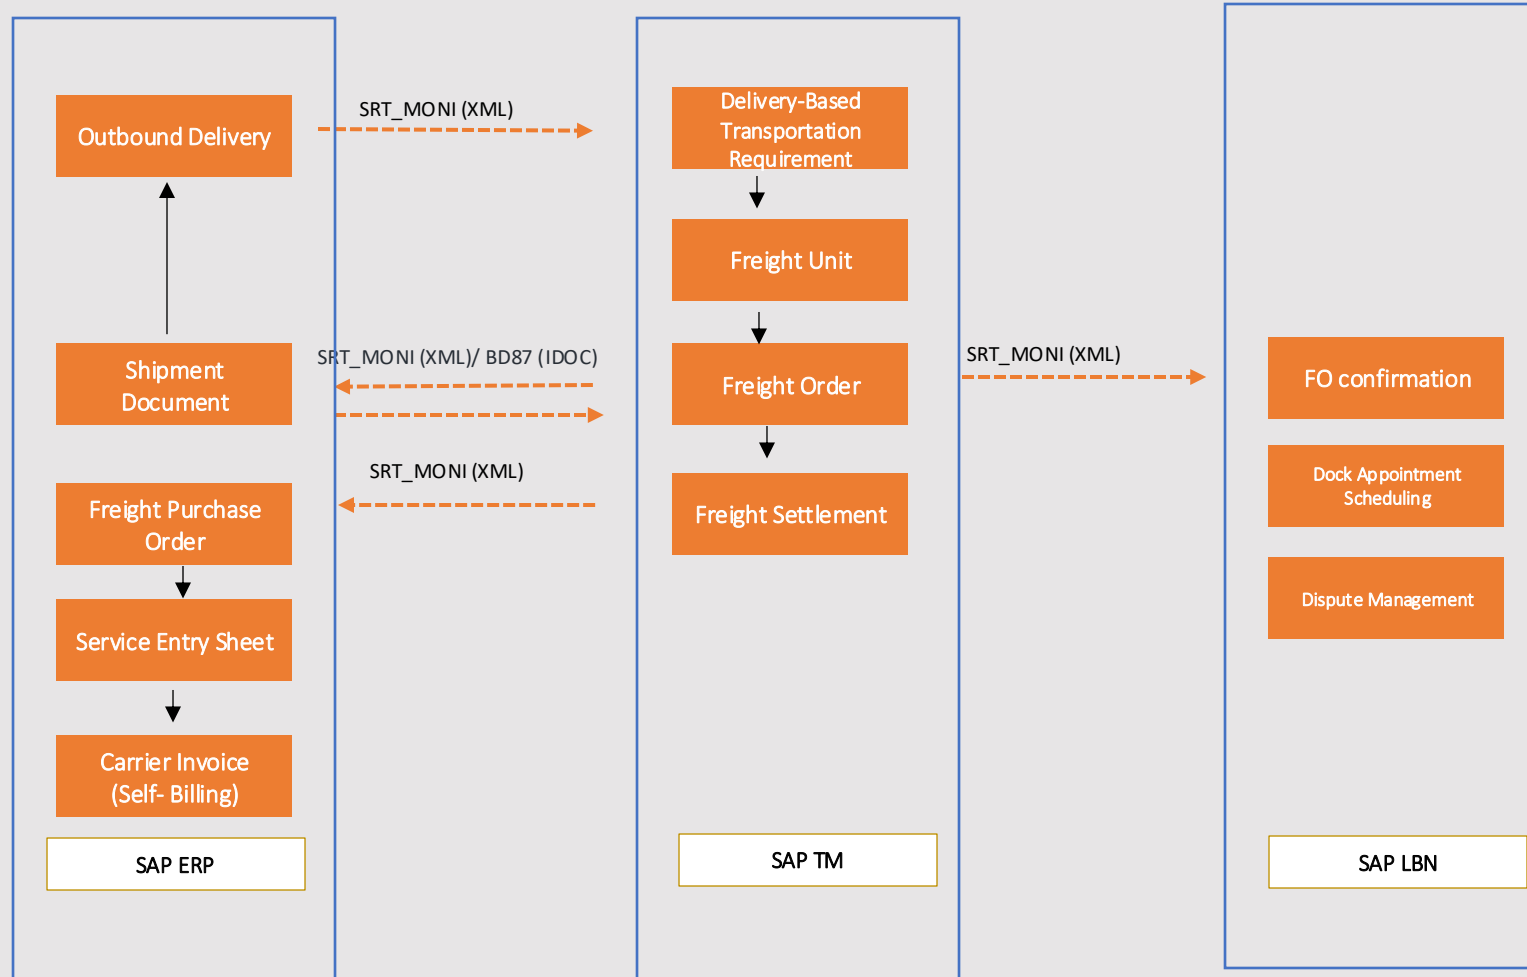 SRT_MONI (XML)
Outbound Delivery
Delivery-Based
Transportation
Requirement
Freight Unit
Shipment
Document
SRT_MONI (XML)/ BD87 (IDOC)
Freight Order
SRT_MONI (XML)
FO confirmation
Dock Appointment
Scheduling
SRT_MONI (XML)
Freight Purchase
Order
Freight Settlement
Dispute Management
Service Entry Sheet
Carrier Invoice
(Self- Billing)
SAP ERP
SAP TM
SAP LBN